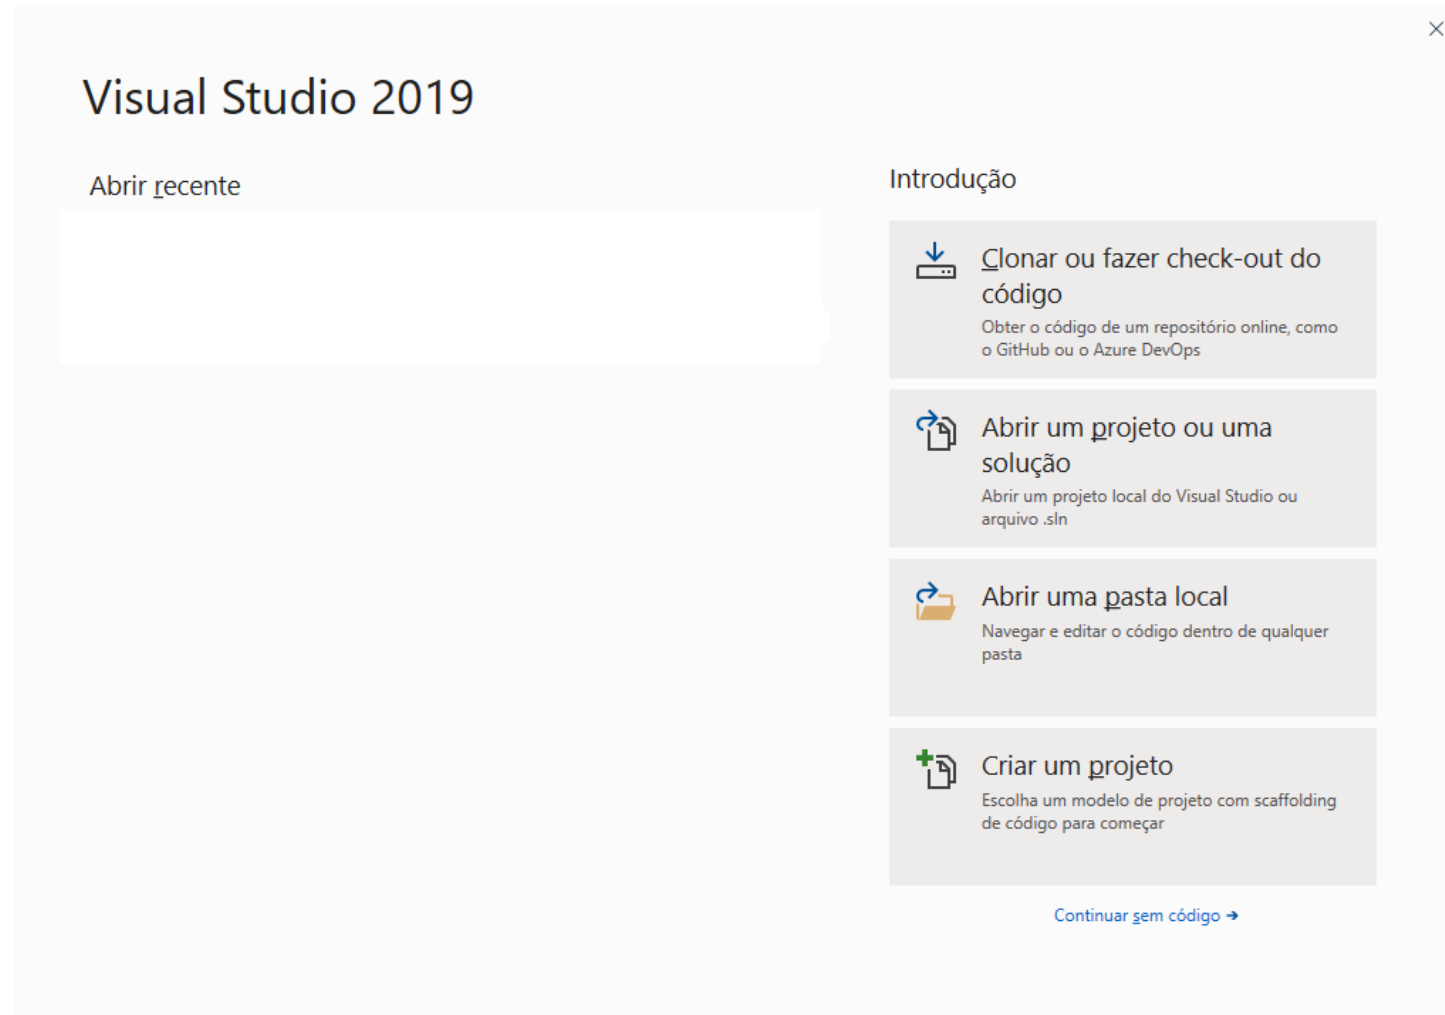 Visual Studio 2019
Abrir recente
Introdução
Clonar ou fazer check-out do
código
Obter o código de um repositório online, como
o GitHub ou o Azure DevOps
Abrir um projeto ou uma
solução
Abrir um projeto local do Visual Studio ou
arquivo .sln
Abrir uma pasta local
Navegar e editar o código dentro de qualquer
pasta
Criar um projeto
Escolha um modelo de projeto com scaffolding
de código para começar
Continuar sem código →